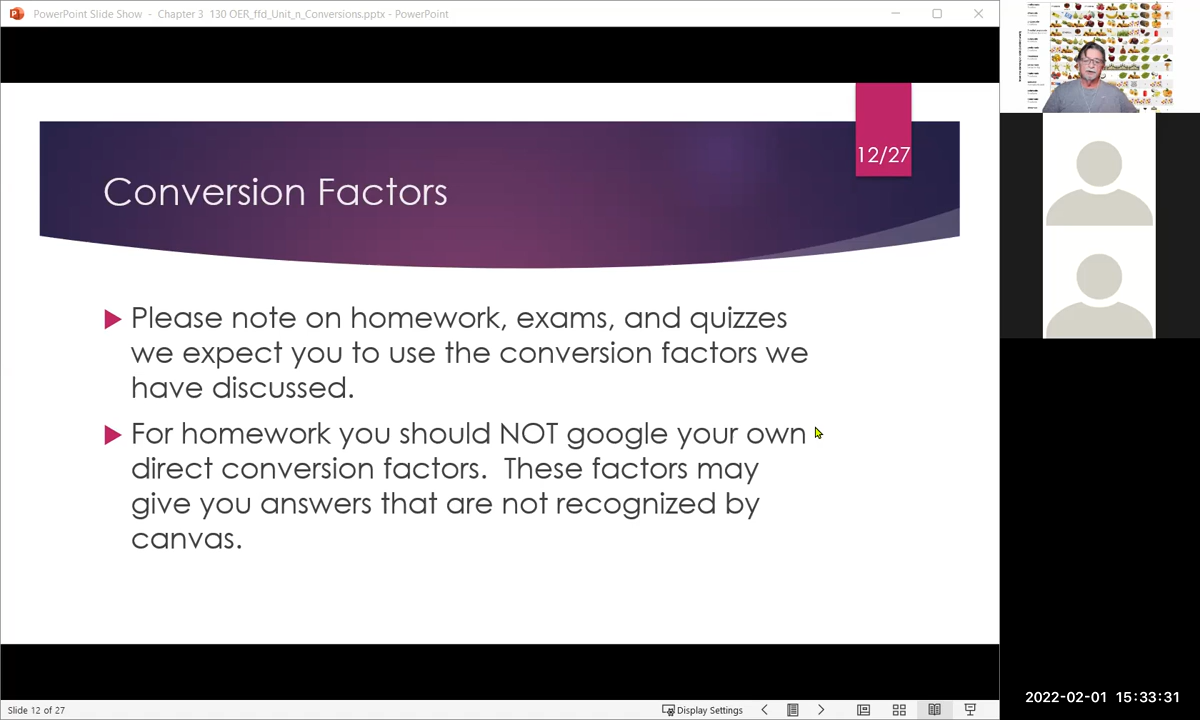 PowerPoint Slide Show - Chapter 3 130 OER_ffd_Unit_n_Conversions.pptx - PowerPoint
12/27
Conversion Factors
Please note on homework, exams, and quizzes
we expect you to use the conversion factors we
have discussed.
For homework you should NOT google your own
direct conversion factors. These factors may
give you answers that are not recognized by
canvas.
Slide 12 of 27
Display Settings
2022-02-01 15:33:31